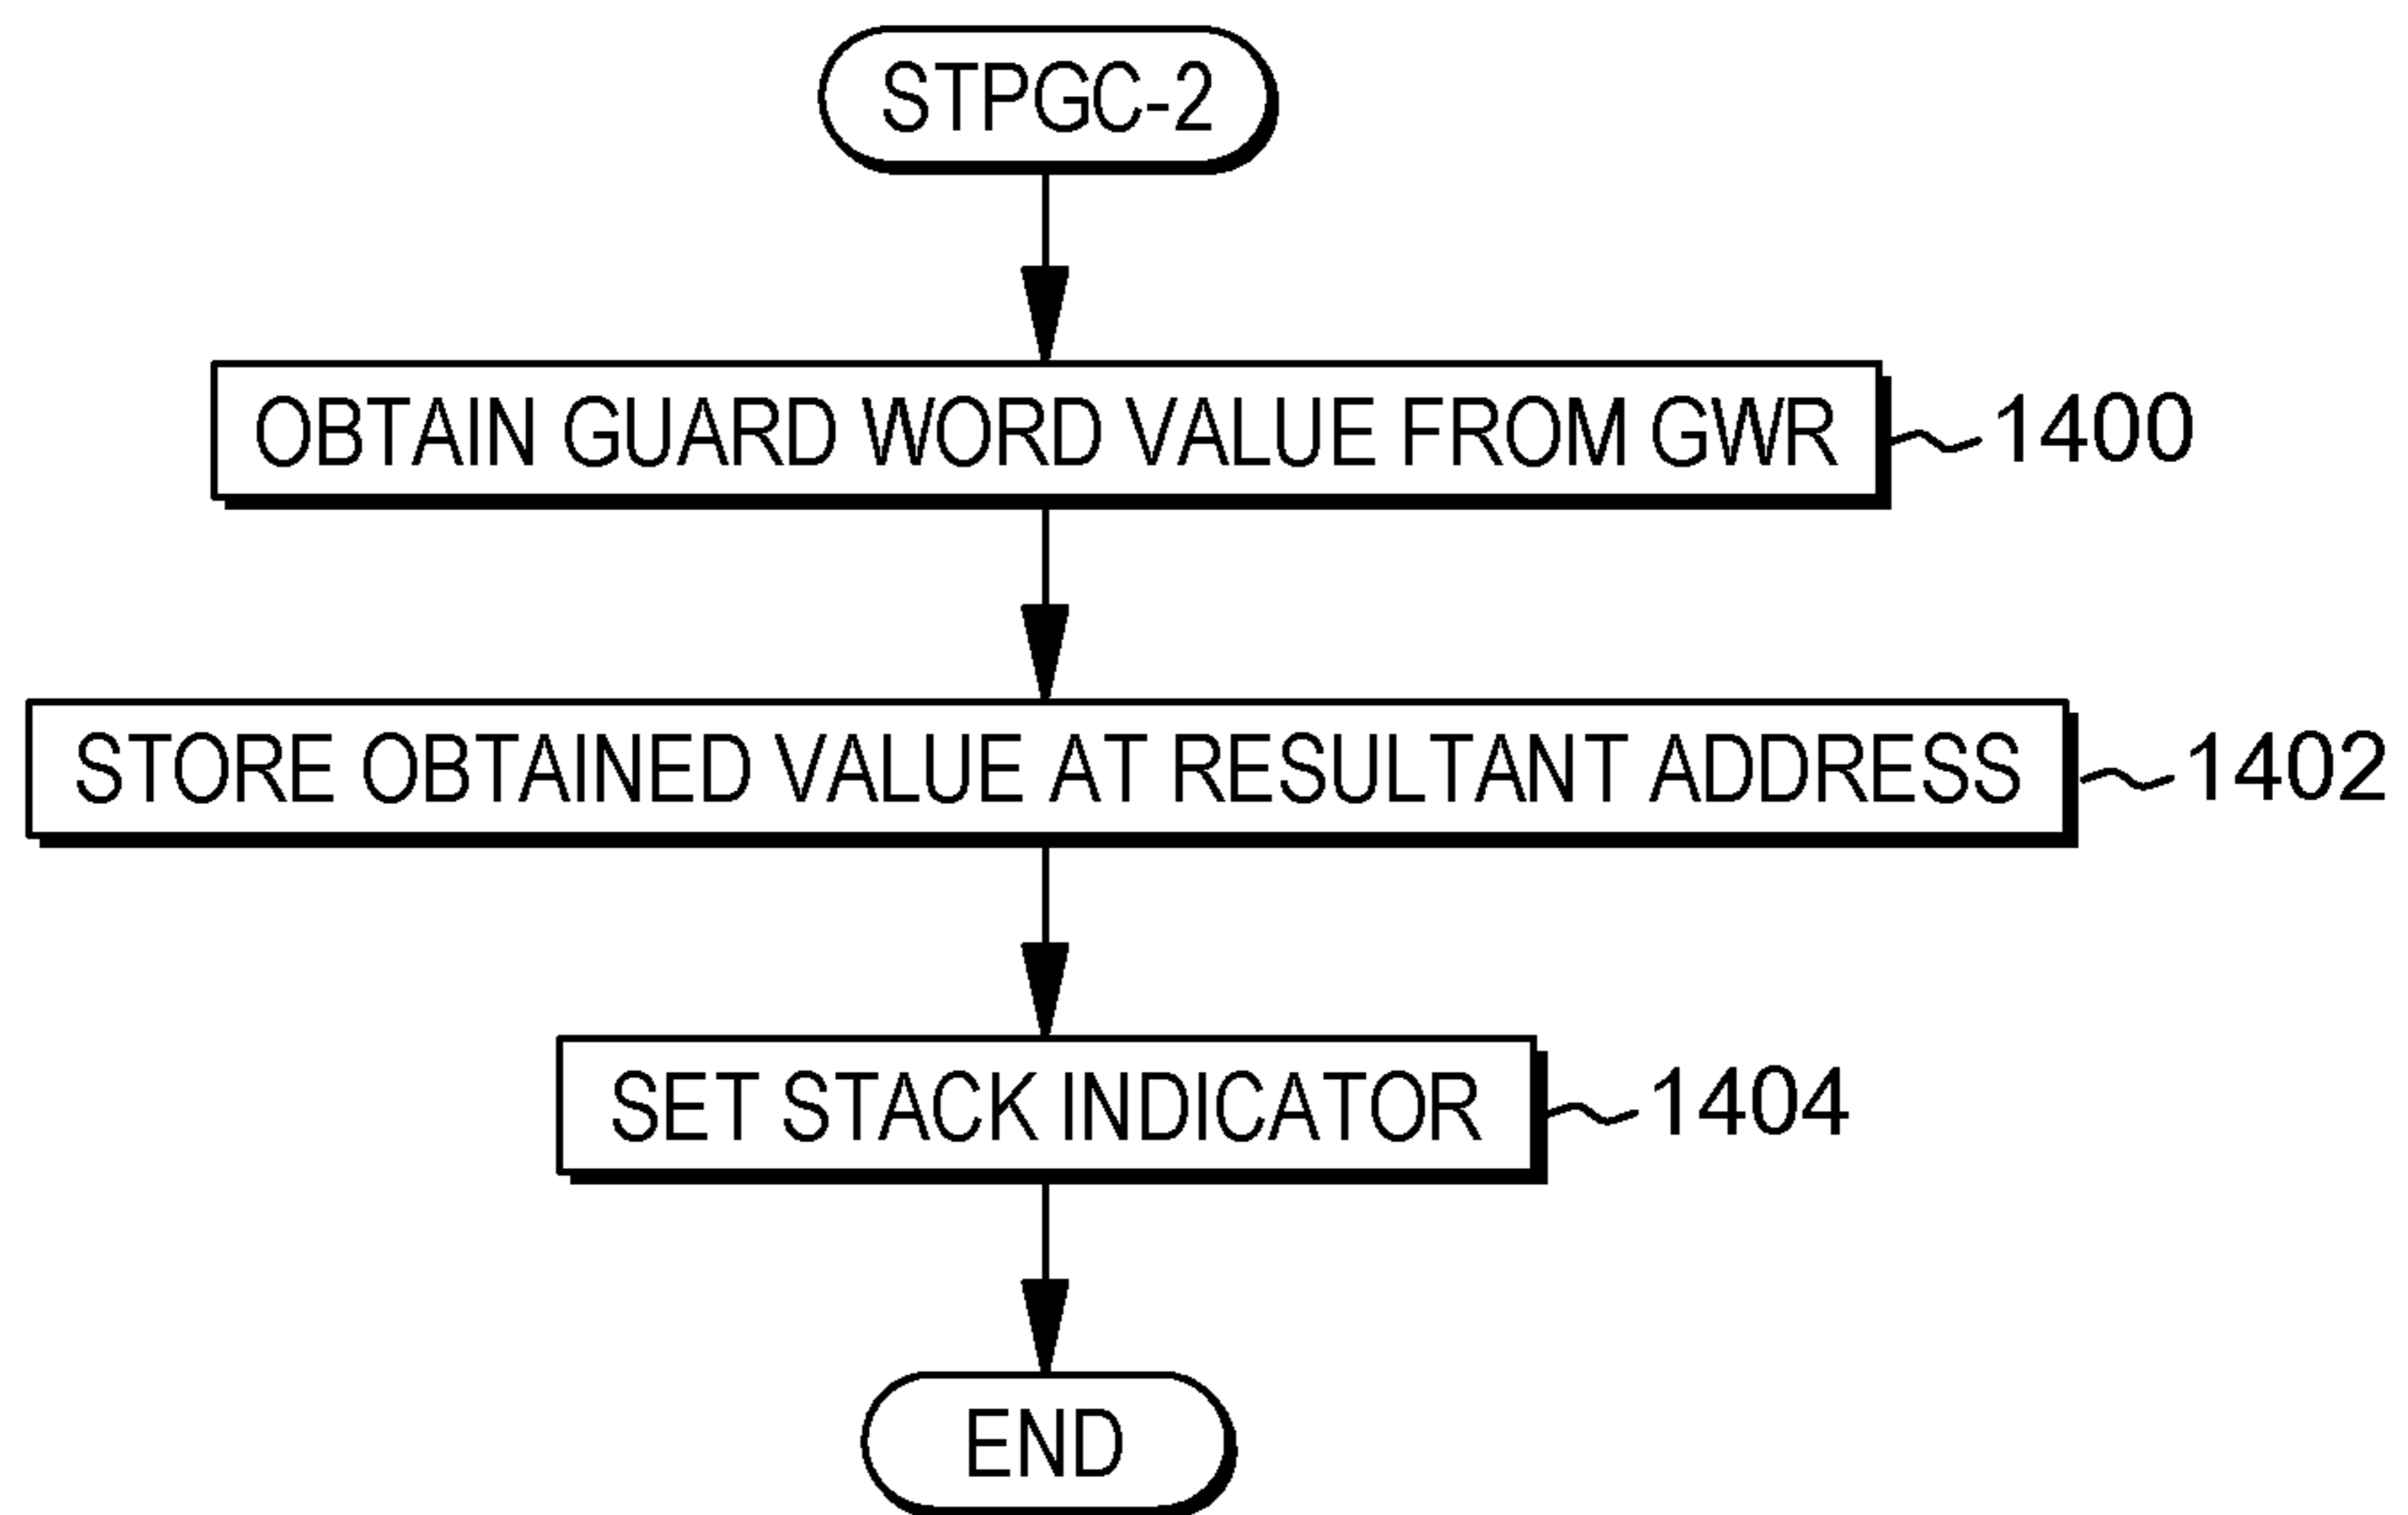 STPGC-2
OBTAIN GUARD WORD VALUE FROM GWR
1400
STORE OBTAINED VALUE AT RESULTANT ADDRESS
1402
SET STACK INDICATOR
1404
END